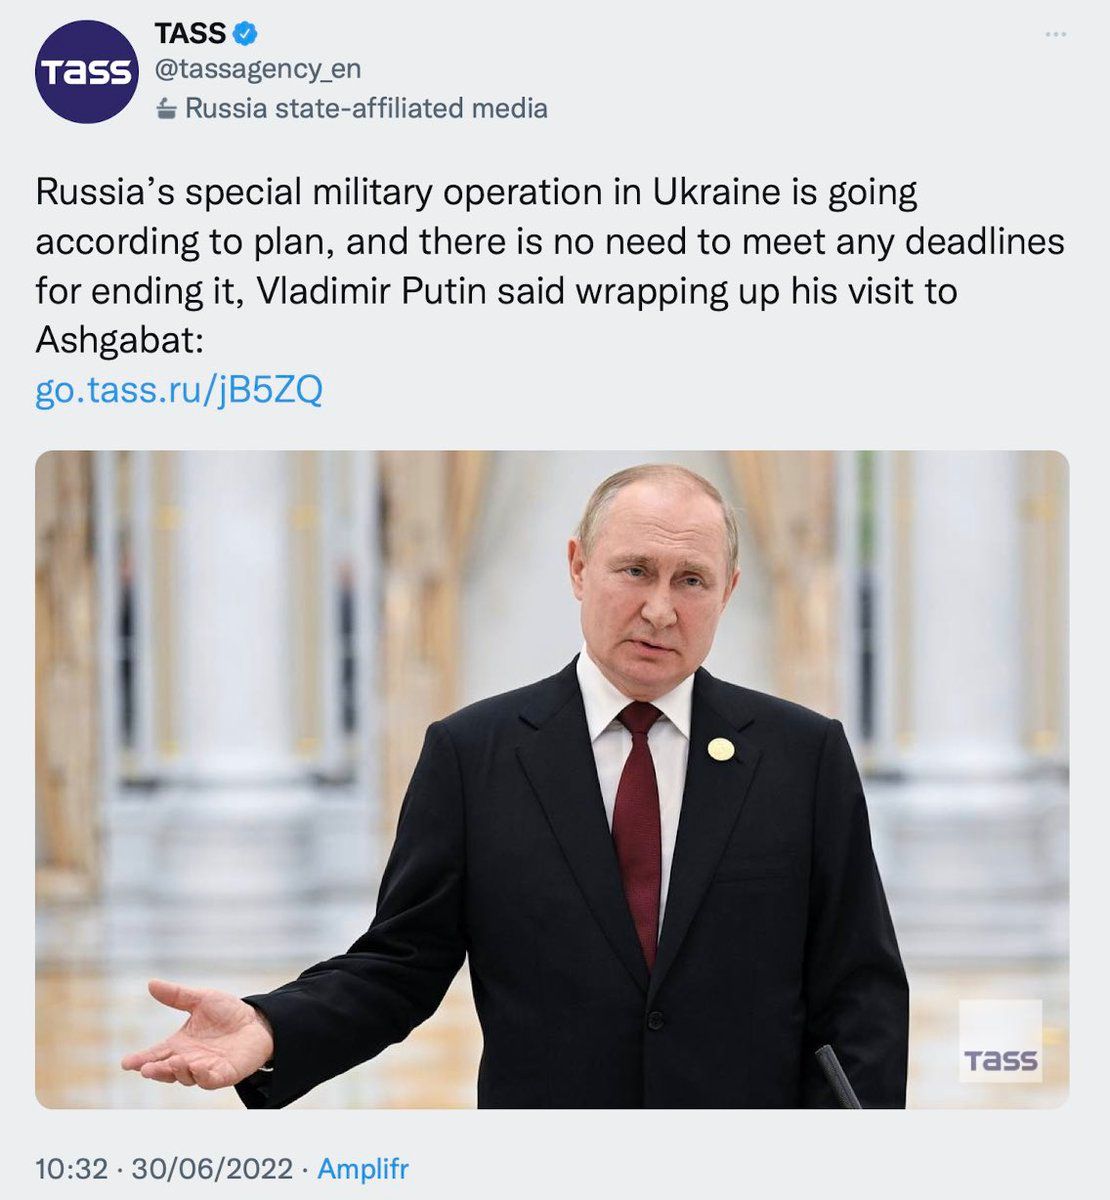 TASS
TASS
@tassagency_en
Russia state-affiliated media
Russia’s special military operation in Ukraine is going
according to plan, and there is no need to meet any deadlines
for ending it, Vladimir Putin said wrapping up his visit to
Ashgabat:
go.tass.ru/jB5ZQ
TASS
10:32 · 30/06/2022 · Amplifr